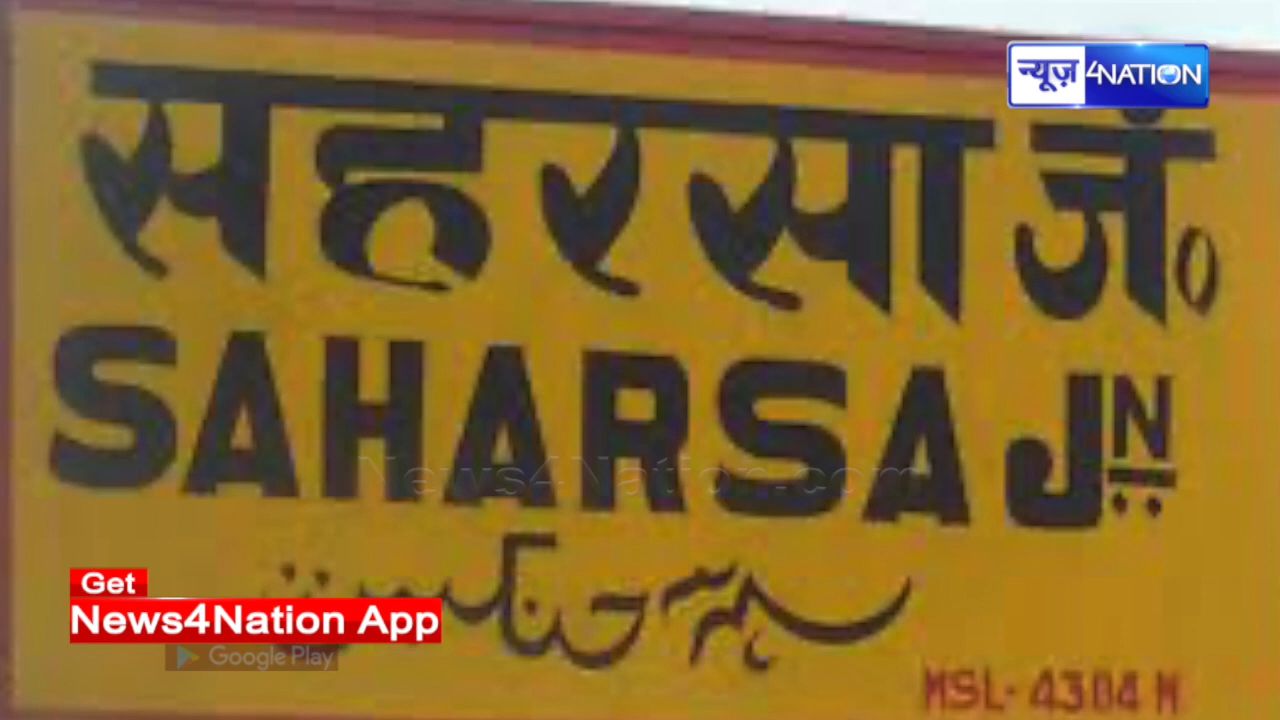 न्यूज़ 4NATION
सहरसा जं०
SAHARSA JN
News4Nation.com
Get
News4Nation App
Google Play
MSL-4304 M